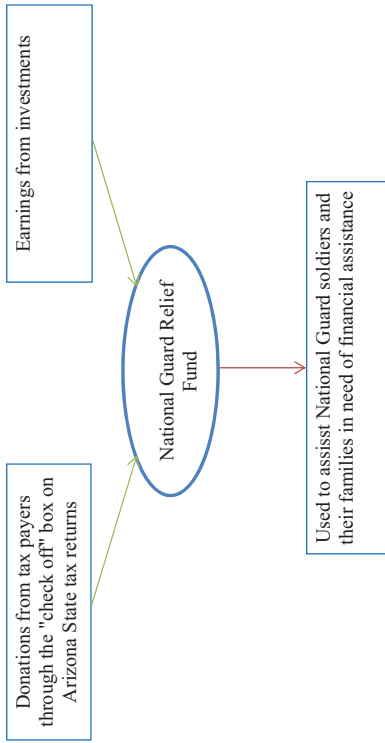 Donations from tax payers
through the "check off" box on
Arizona State tax returns
Earnings from investments
National Guard Relief
Fund
Used to assisst National Guard soldiers and
their families in need of financial assistance